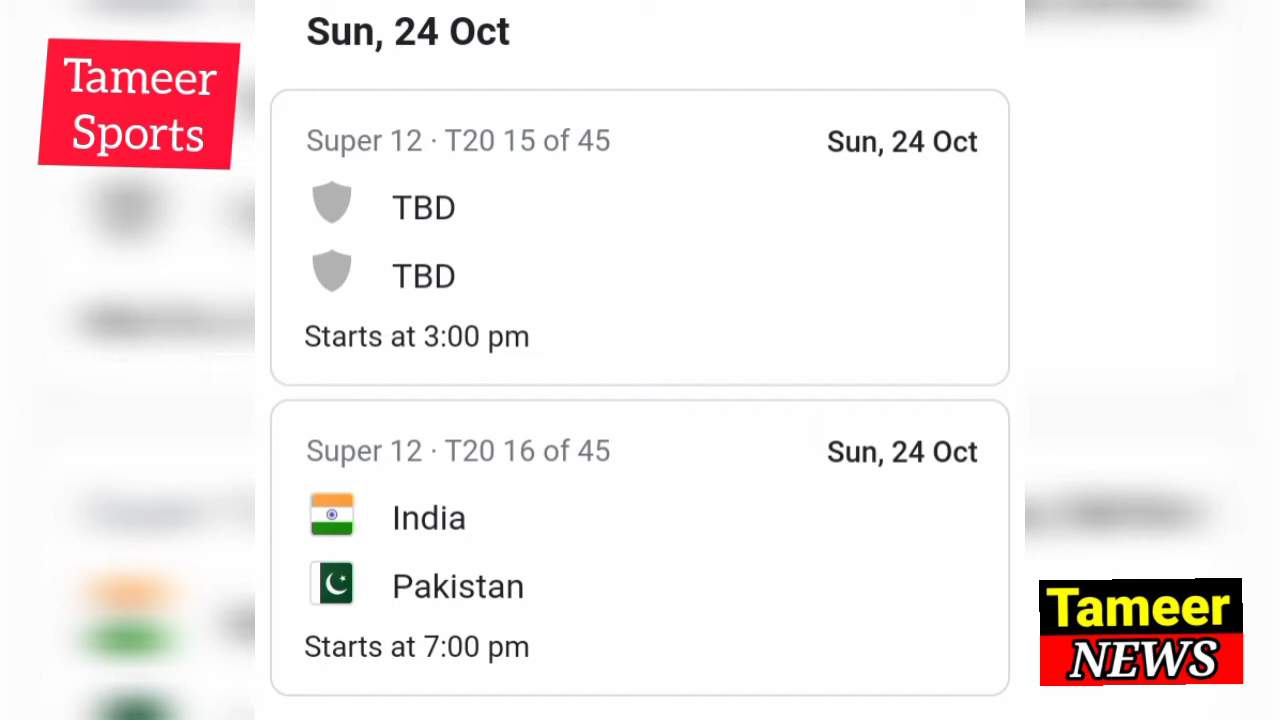 Sun, 24 Oct
Tameer
Sports
Super 12 · T20 15 of 45
Sun, 24 Oct
TBD
TBD
Starts at 3:00 pm
Super 12 · T20 16 of 45
Sun, 24 Oct
India
Pakistan
Starts at 7:00 pm
Tameer
NEWS